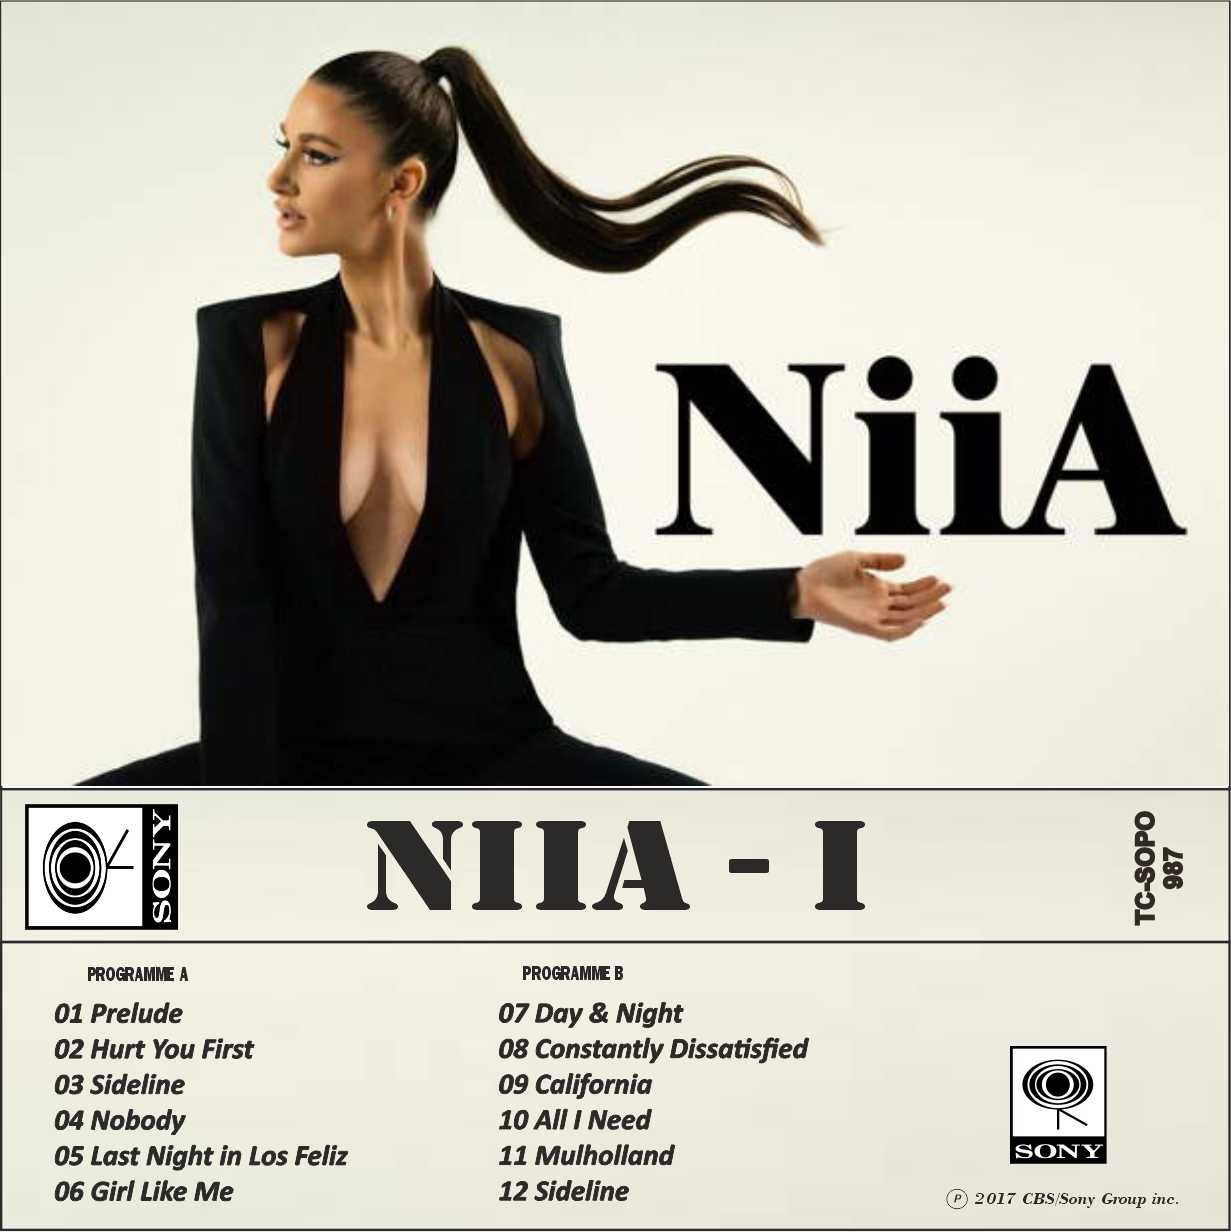 NiiA
SONY
NIIA - I
TC-SOPO
987
PROGRAMME A
01 Prelude
02 Hurt You First
03 Sideline
04 Nobody
05 Last Night in Los Feliz
06 Girl Like Me
PROGRAMME B
07 Day & Night
08 Constantly Dissatisfied
09 California
10 All I Need
11 Mulholland
12 Sideline
SONY
Ⓟ 2017 CBS/Sony Group inc.